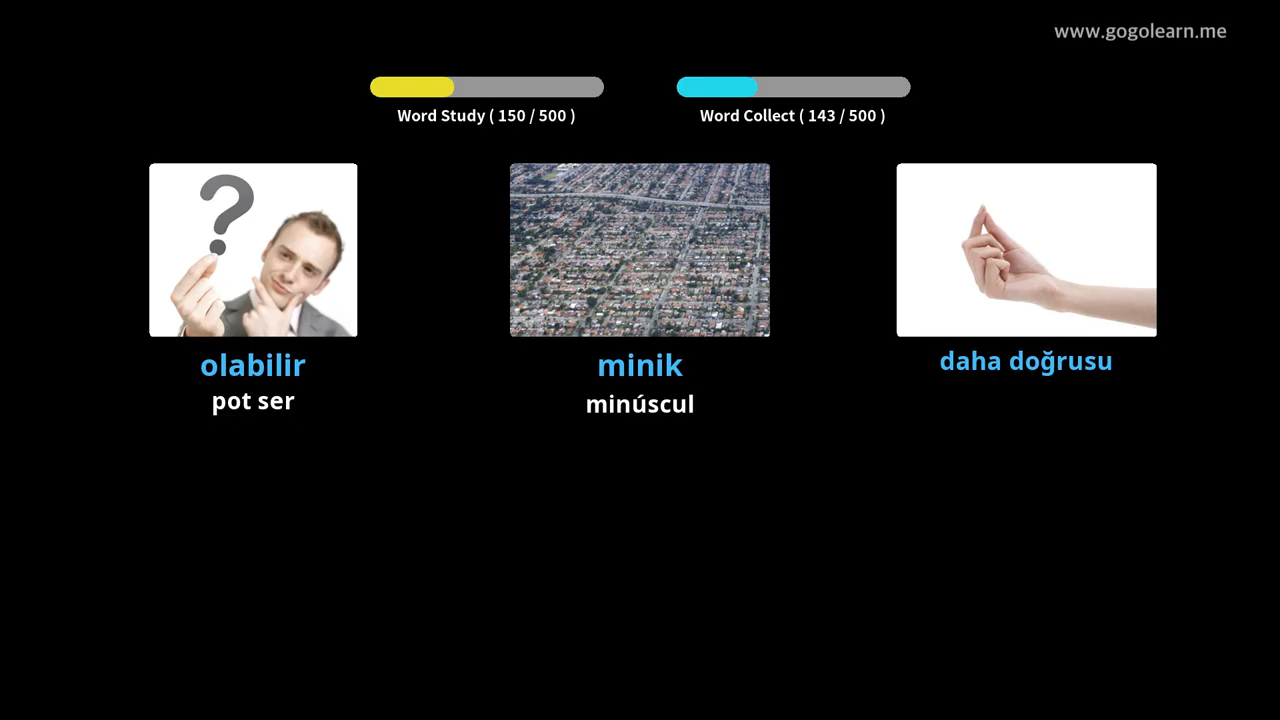 www.gogolearn.me
Word Study ( 150 / 500 )
Word Collect ( 143 / 500 )
olabilir
pot ser
minik
minúscul
daha doğrusu